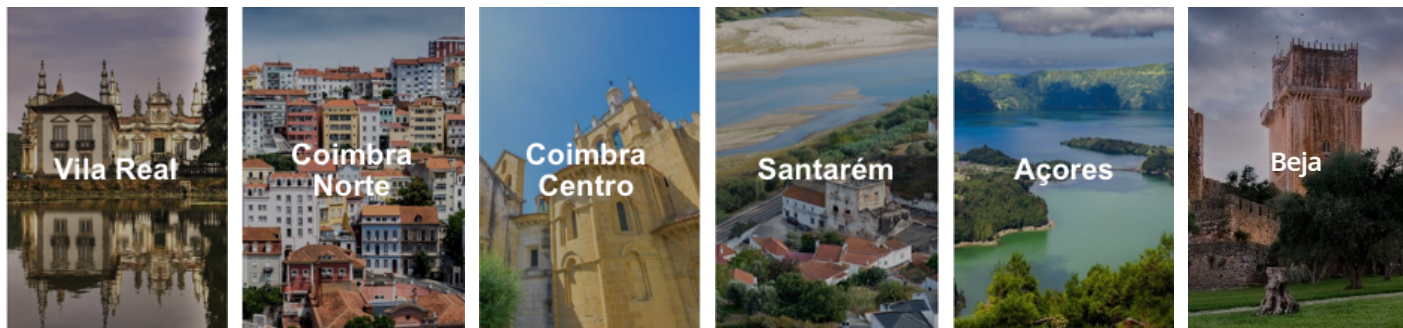 Vila Real
Coimbra
Norte
Coimbra
Centro
Santarém
Açores
Beja